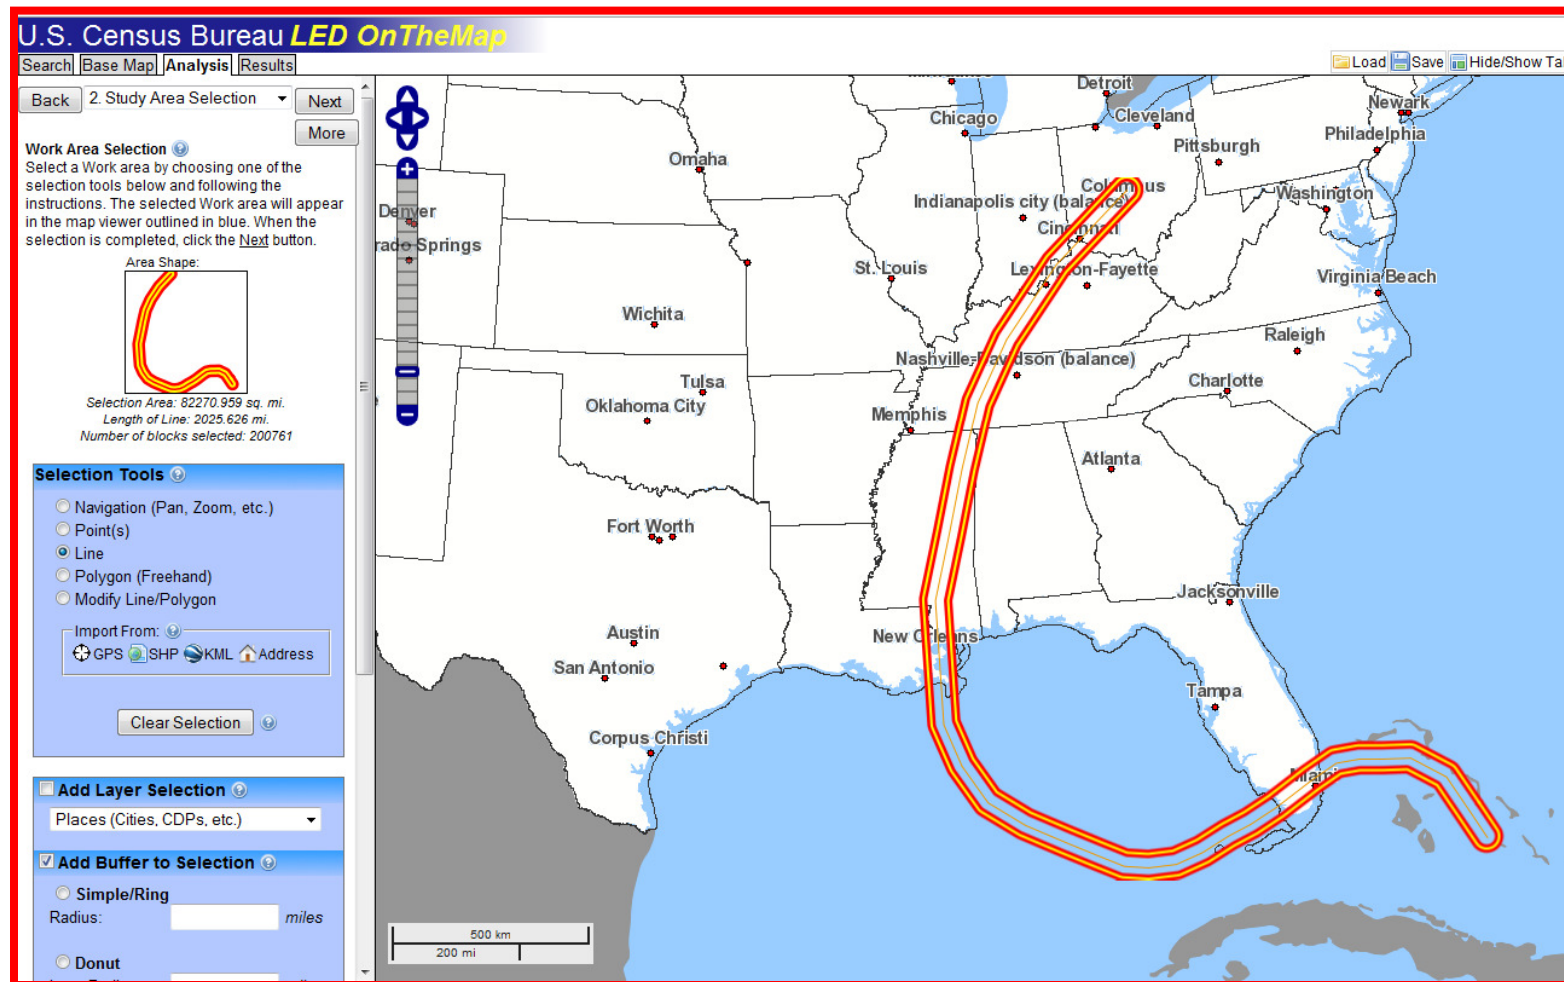 U.S. Census Bureau LED OnTheMap
Search Base Map Analysis Results
Load Save Hide/Show Ta
Back 2. Study Area Selection Next
More
Work Area Selection
Select a Work area by choosing one of the
selection tools below and following the
instructions. The selected Work area will appear
in the map viewer outlined in blue. When the
selection is completed, click the Next button.
Area Shape:
Selection Area: 82270.959 sq. mi.
Length of Line: 2025.626 mi.
Number of blocks selected: 200761
Selection Tools
Navigation (Pan, Zoom, etc.)
Point(s)
Line
Polygon (Freehand)
Modify Line/Polygon
Import From:
GPS SHP KML Address
Clear Selection
Add Layer Selection
Places (Cities, CDPs, etc.)
Add Buffer to Selection
Simple/Ring
Radius: miles
Donut
Detroit
Newark
Chicago
Cleveland
Philadelphia
Pittsburgh
Omaha
Columbus
Washington
Indianapolis city (balance)
Denver
Cincinnati
rado Springs
St. Louis
Lexington-Fayette
Virginia Beach
Wichita
Raleigh
Nashville-Davidson (balance)
Tulsa
Charlotte
Oklahoma City
Memphis
Atlanta
Fort Worth
Jacksonville
Austin
New Orleans
San Antonio
Tampa
Corpus Christi
Miami
500 km
200 mi